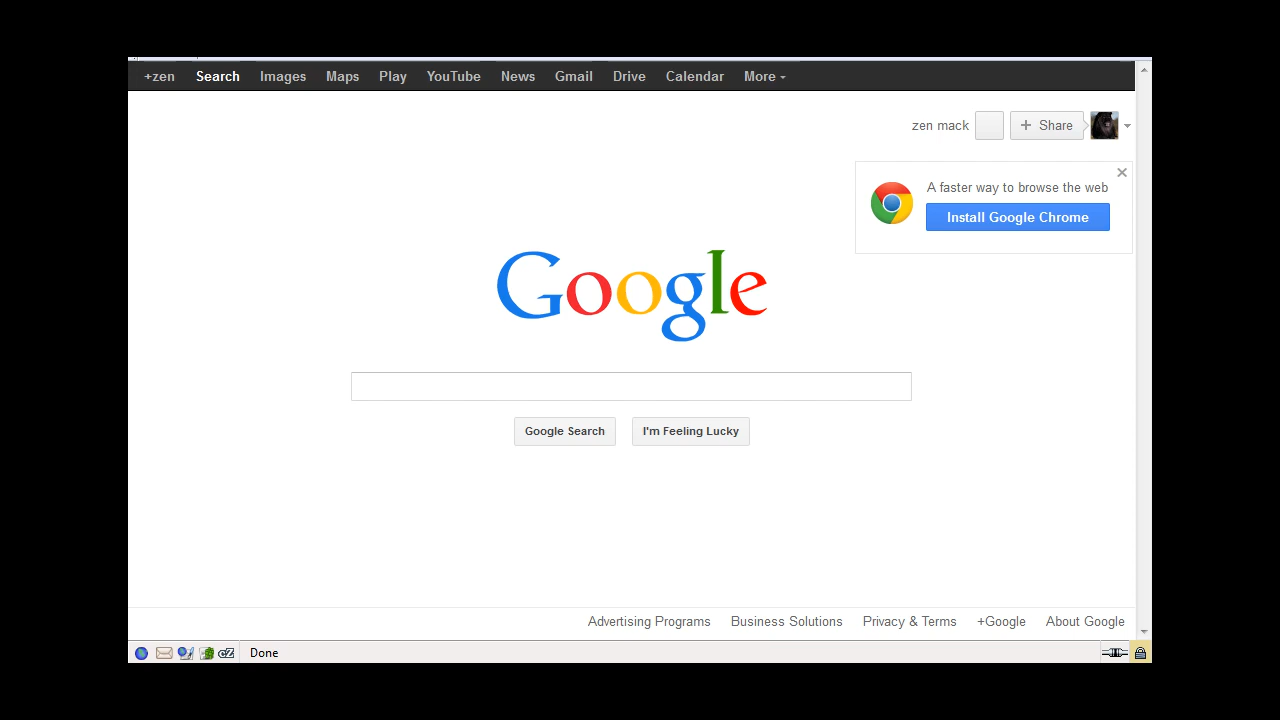 +zen Search Images Maps Play YouTube News Gmail Drive Calendar More
zen mack + Share
A faster way to browse the web
Install Google Chrome
Google
Google Search I'm Feeling Lucky
Advertising Programs Business Solutions Privacy & Terms +Google About Google
Done